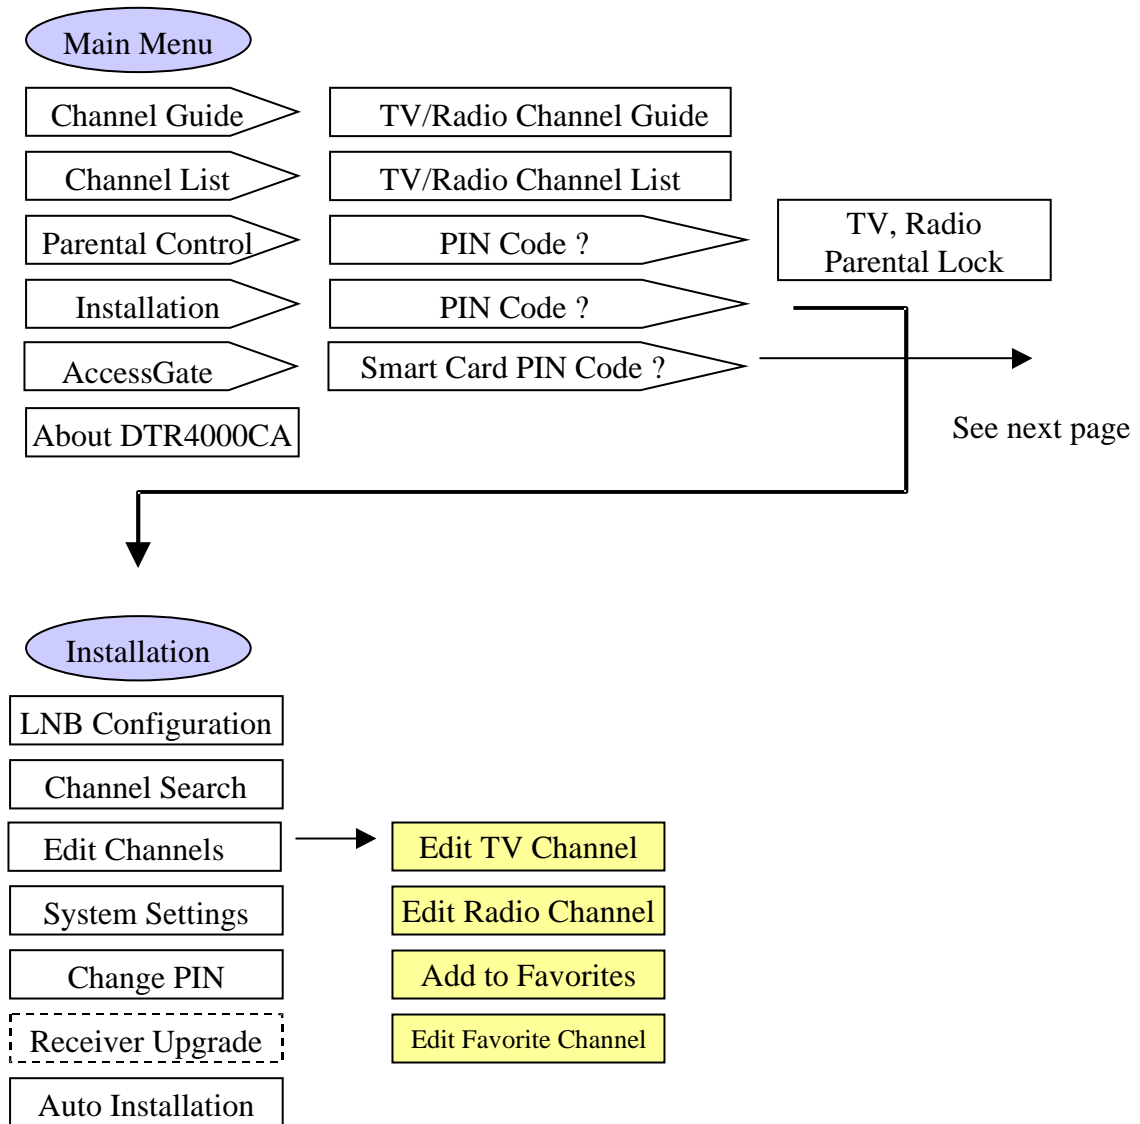 Main Menu
Channel Guide
TV/Radio Channel Guide
Channel List
TV/Radio Channel List
Parental Control
PIN Code ?
TV, Radio
Parental Lock
Installation
PIN Code ?
AccessGate
Smart Card PIN Code ?
About DTR4000CA
See next page
Installation
LNB Configuration
Channel Search
Edit Channels
Edit TV Channel
System Settings
Edit Radio Channel
Change PIN
Add to Favorites
Receiver Upgrade
Edit Favorite Channel
Auto Installation